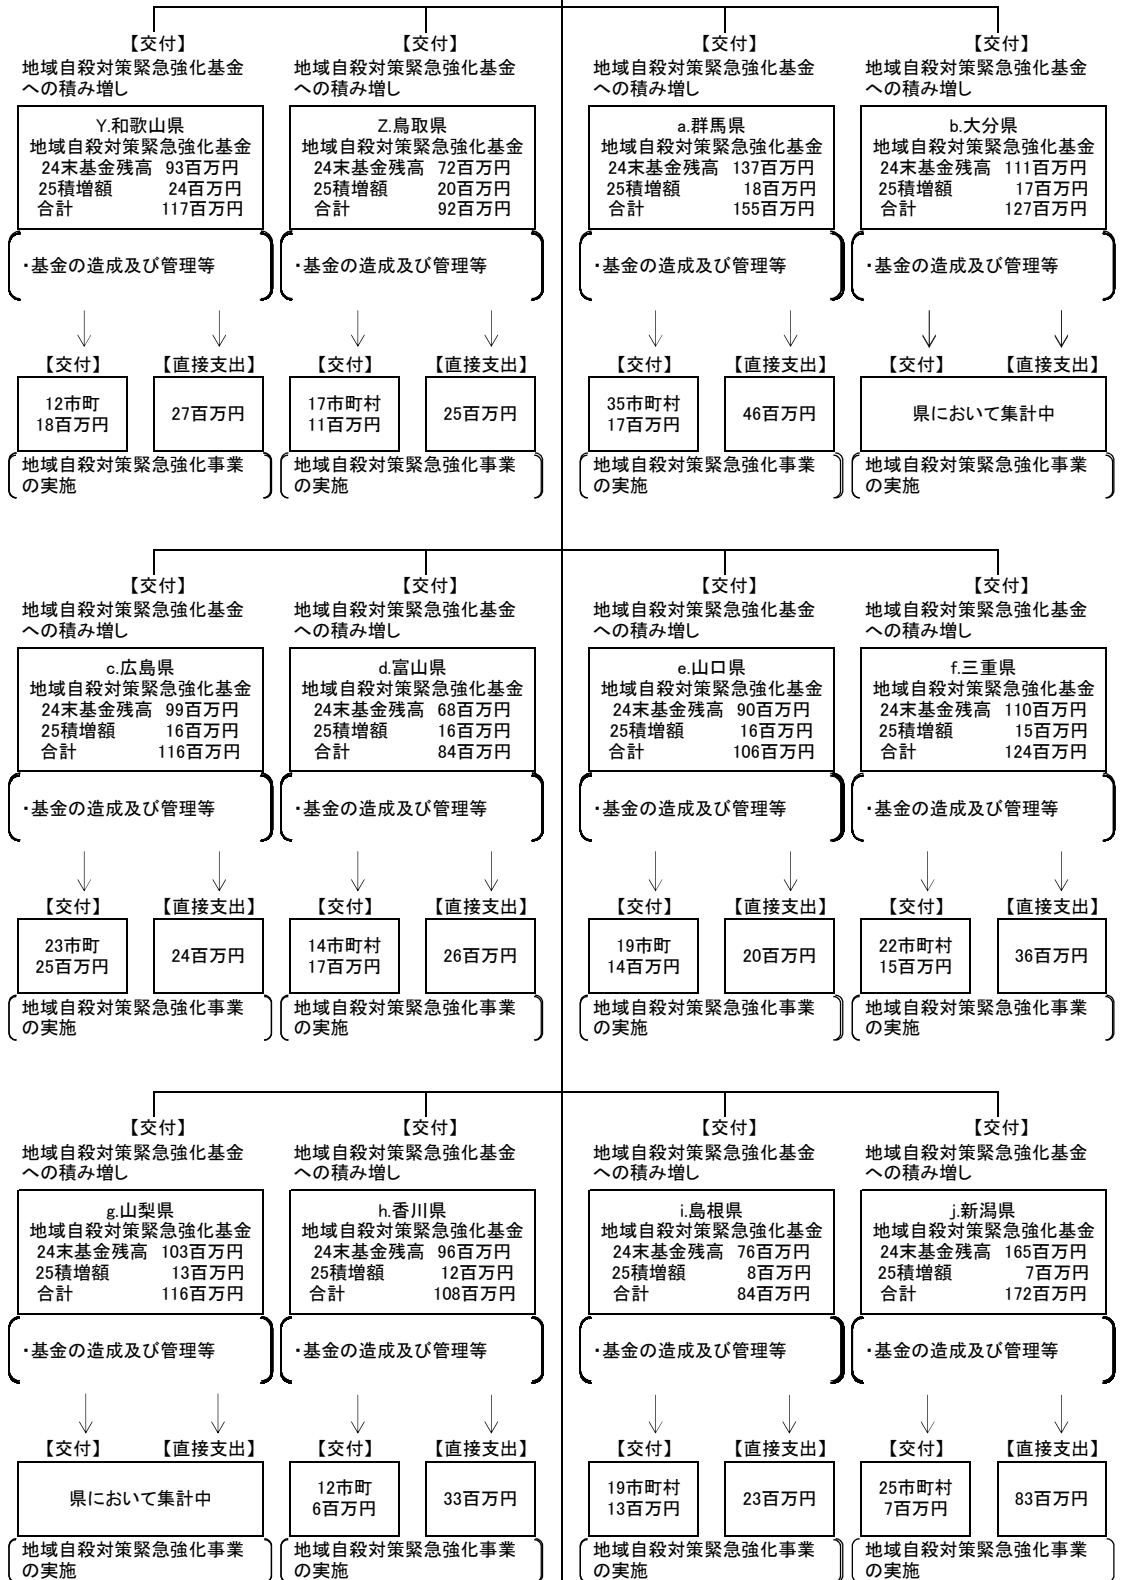 【交付】
地域自殺対策緊急強化基金
への積み増し
Y.和歌山県
地域自殺対策緊急強化基金
24末基金残高 93百万円
25積増額 24百万円
合計 117百万円
・基金の造成及び管理等
【交付】 【直接支出】
12市町
18百万円
27百万円
地域自殺対策緊急強化事業
の実施
【交付】
地域自殺対策緊急強化基金
への積み増し
Z.鳥取県
地域自殺対策緊急強化基金
24末基金残高 72百万円
25積増額 20百万円
合計 92百万円
・基金の造成及び管理等
【交付】 【直接支出】
17市町村
11百万円
25百万円
地域自殺対策緊急強化事業
の実施
【交付】
地域自殺対策緊急強化基金
への積み増し
a.群馬県
地域自殺対策緊急強化基金
24末基金残高 137百万円
25積増額 18百万円
合計 155百万円
・基金の造成及び管理等
【交付】 【直接支出】
35市町村
17百万円
46百万円
地域自殺対策緊急強化事業
の実施
【交付】
地域自殺対策緊急強化基金
への積み増し
b.大分県
地域自殺対策緊急強化基金
24末基金残高 111百万円
25積増額 17百万円
合計 127百万円
・基金の造成及び管理等
【交付】 【直接支出】
県において集計中
地域自殺対策緊急強化事業
の実施
【交付】
地域自殺対策緊急強化基金
への積み増し
c.広島県
地域自殺対策緊急強化基金
24末基金残高 99百万円
25積増額 16百万円
合計 116百万円
・基金の造成及び管理等
【交付】 【直接支出】
23市町
25百万円
24百万円
地域自殺対策緊急強化事業
の実施
【交付】
地域自殺対策緊急強化基金
への積み増し
d.富山県
地域自殺対策緊急強化基金
24末基金残高 68百万円
25積増額 16百万円
合計 84百万円
・基金の造成及び管理等
【交付】 【直接支出】
14市町村
17百万円
26百万円
地域自殺対策緊急強化事業
の実施
【交付】
地域自殺対策緊急強化基金
への積み増し
e.山口県
地域自殺対策緊急強化基金
24末基金残高 90百万円
25積増額 16百万円
合計 106百万円
・基金の造成及び管理等
【交付】 【直接支出】
19市町
14百万円
20百万円
地域自殺対策緊急強化事業
の実施
【交付】
地域自殺対策緊急強化基金
への積み増し
f.三重県
地域自殺対策緊急強化基金
24末基金残高 110百万円
25積増額 15百万円
合計 124百万円
・基金の造成及び管理等
【交付】 【直接支出】
22市町村
15百万円
36百万円
地域自殺対策緊急強化事業
の実施
【交付】
地域自殺対策緊急強化基金
への積み増し
g.山梨県
地域自殺対策緊急強化基金
24末基金残高 103百万円
25積増額 13百万円
合計 116百万円
・基金の造成及び管理等
【交付】 【直接支出】
県において集計中
地域自殺対策緊急強化事業
の実施
【交付】
地域自殺対策緊急強化基金
への積み増し
h.香川県
地域自殺対策緊急強化基金
24末基金残高 96百万円
25積増額 12百万円
合計 108百万円
・基金の造成及び管理等
【交付】 【直接支出】
12市町
6百万円
33百万円
地域自殺対策緊急強化事業
の実施
【交付】
地域自殺対策緊急強化基金
への積み増し
i.島根県
地域自殺対策緊急強化基金
24末基金残高 76百万円
25積増額 8百万円
合計 84百万円
・基金の造成及び管理等
【交付】 【直接支出】
19市町村
13百万円
23百万円
地域自殺対策緊急強化事業
の実施
【交付】
地域自殺対策緊急強化基金
への積み増し
j.新潟県
地域自殺対策緊急強化基金
24末基金残高 165百万円
25積増額 7百万円
合計 172百万円
・基金の造成及び管理等
【交付】 【直接支出】
25市町村
7百万円
83百万円
地域自殺対策緊急強化事業
の実施